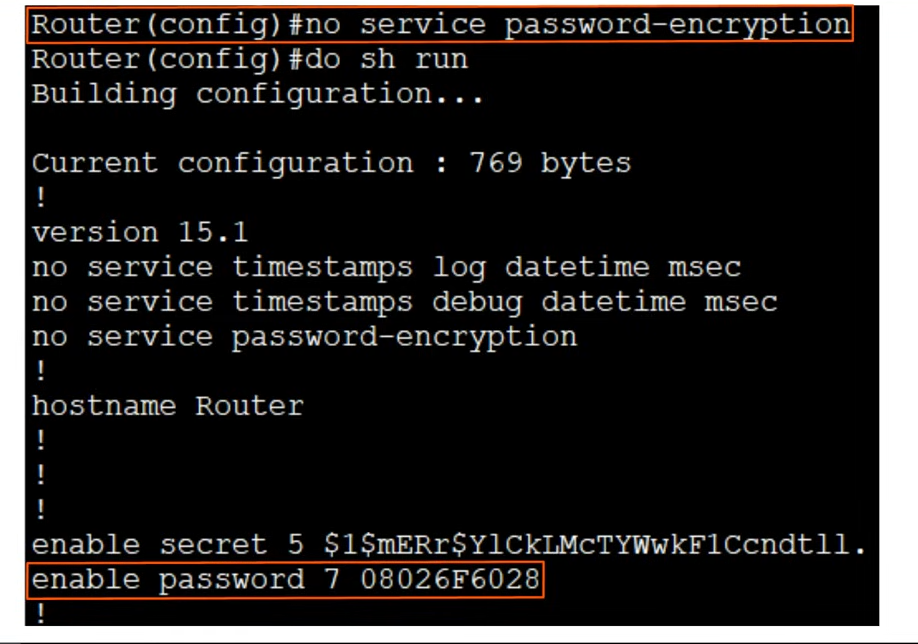 Router(config)#no service password-encryption
Router(config)#do sh run
Building configuration...
Current configuration : 769 bytes
!
version 15.1
no service timestamps log datetime msec
no service timestamps debug datetime msec
no service password-encryption
!
hostname Router
!
!
!
enable secret 5 $1$mERr$YlCkLMcTYWwkF1Ccndtll.
enable password 7 08026F6028
!